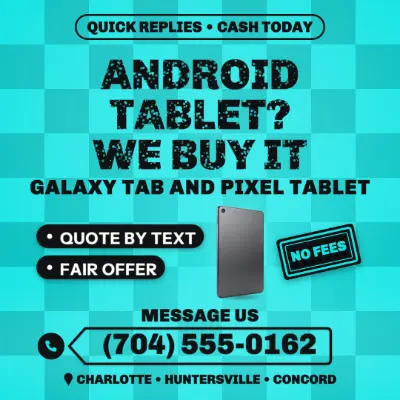 QUICK REPLIES • CASH TODAY
ANDROID
TABLET?
WE BUY IT
GALAXY TAB AND PIXEL TABLET
• QUOTE BY TEXT
• FAIR OFFER
NO FEES
MESSAGE US
(704) 555-0162
CHARLOTTE • HUNTERSVILLE • CONCORD